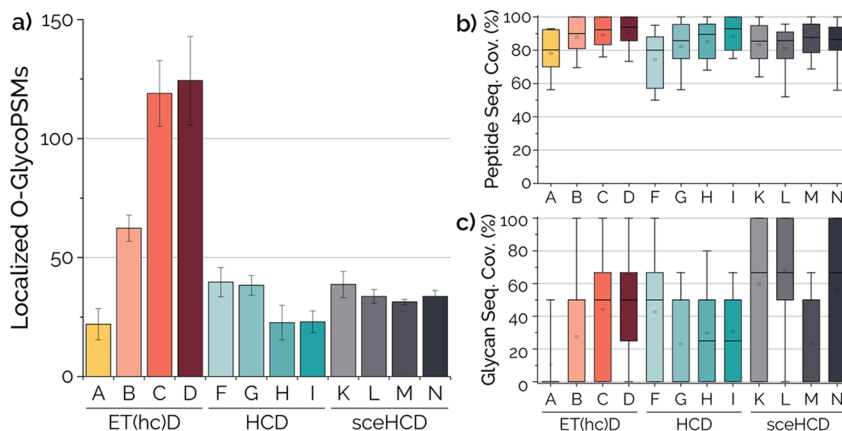 a)
Localized O-GlycoPSMs
150
100
50
0
A B C D F G H I K L M N
ET(hc)D HCD sceHCD
b)
Peptide Seq. Cov. (%)
100
80
60
40
20
0
A B C D F G H I K L M N
c)
Glycan Seq. Cov. (%)
100
80
60
40
20
0
A B C D F G H I K L M N
ET(hc)D HCD sceHCD